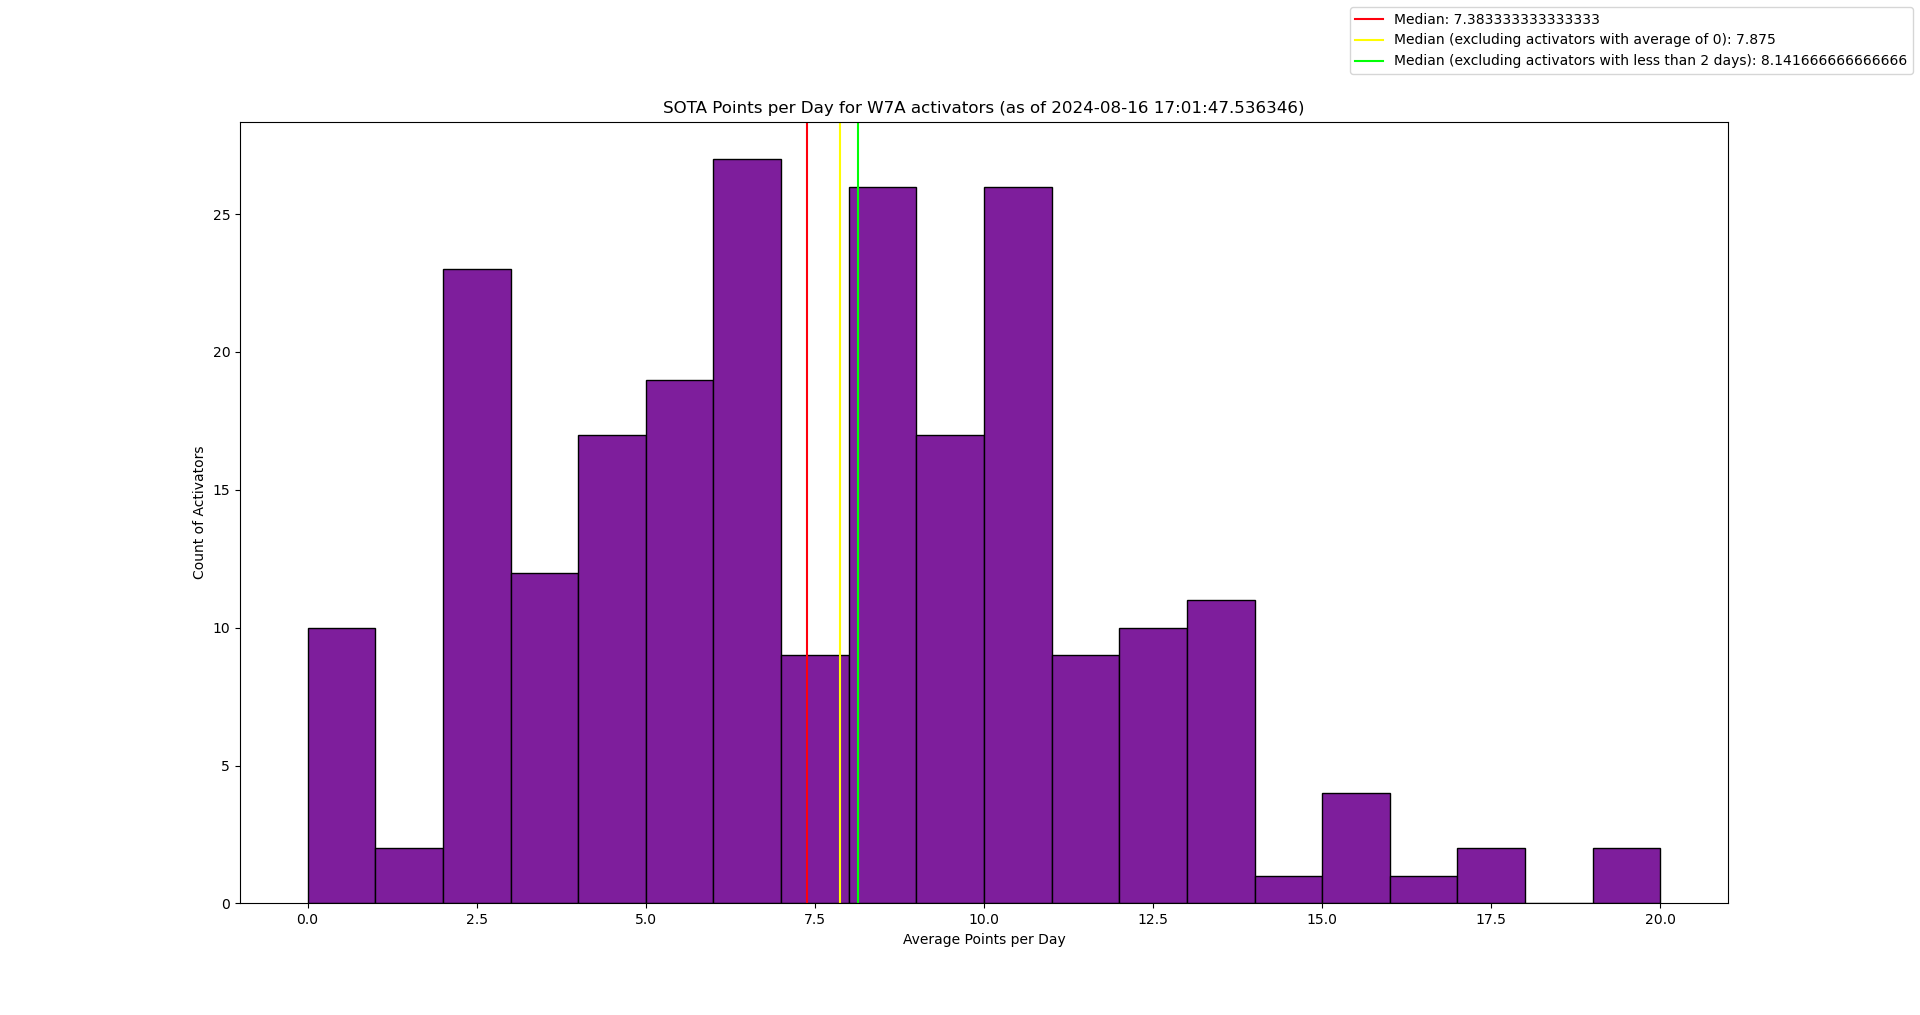 Median: 7.383333333333333
Median (excluding activators with average of 0): 7.875
Median (excluding activators with less than 2 days): 8.141666666666666
SOTA Points per Day for W7A activators (as of 2024-08-16 17:01:47.536346)
25
20
15
10
5
0
Count of Activators
0.0 2.5 5.0 7.5 10.0 12.5 15.0 17.5 20.0
Average Points per Day